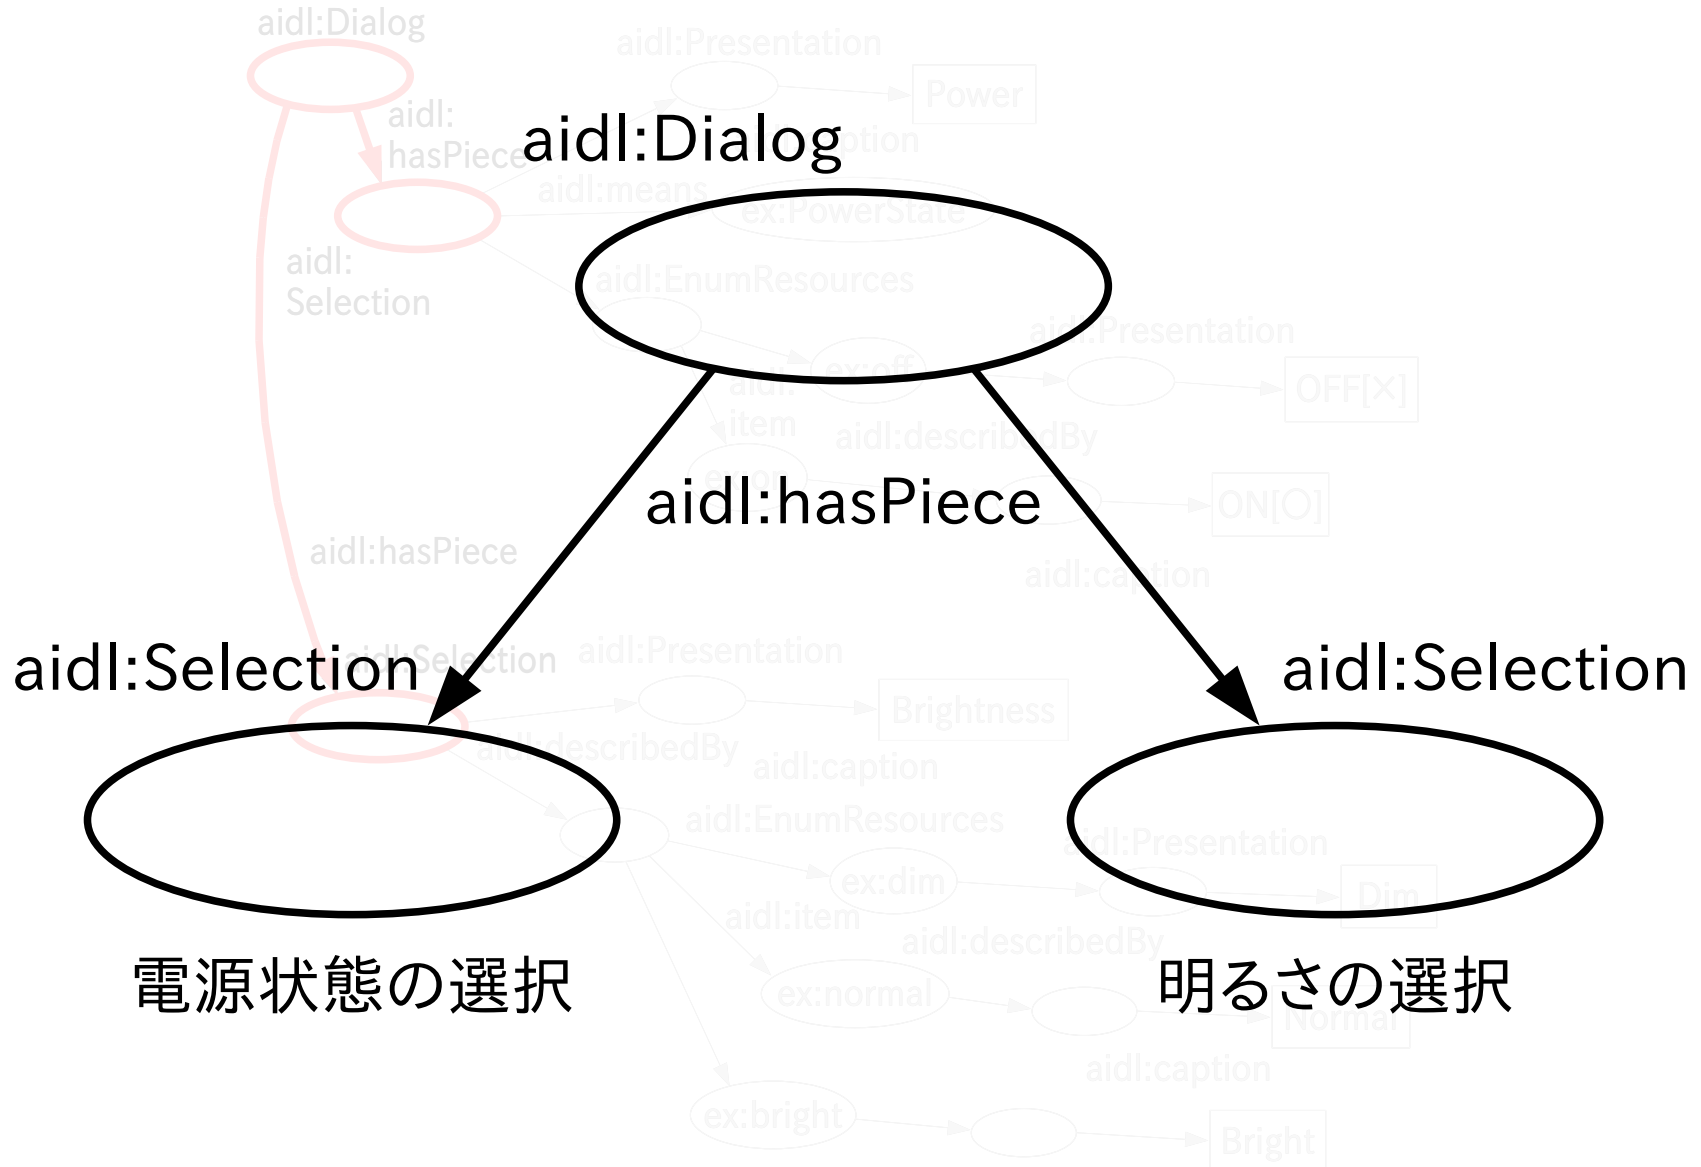 aidl:Dialog
aidl:Presentation
Power
aidl:
hasPiece
aidl:Dialog
aidl:means
ex:PowerState
aidl:
Selection
aidl:EnumResources
aidl:Presentation
ex:off
OFF[×]
aidl:
item
aidl:describedBy
aidl:hasPiece
ON[○]
aidl:hasPiece
aidl:caption
aidl:Selection
aidl:Selection
aidl:Presentation
aidl:Selection
Brightness
aidl:describedBy
aidl:caption
aidl:EnumResources
aidl:Presentation
ex:dim
Dim
aidl:item
aidl:describedBy
電源状態の選択
ex:normal
明るさの選択
Normal
aidl:caption
ex:bright
Bright